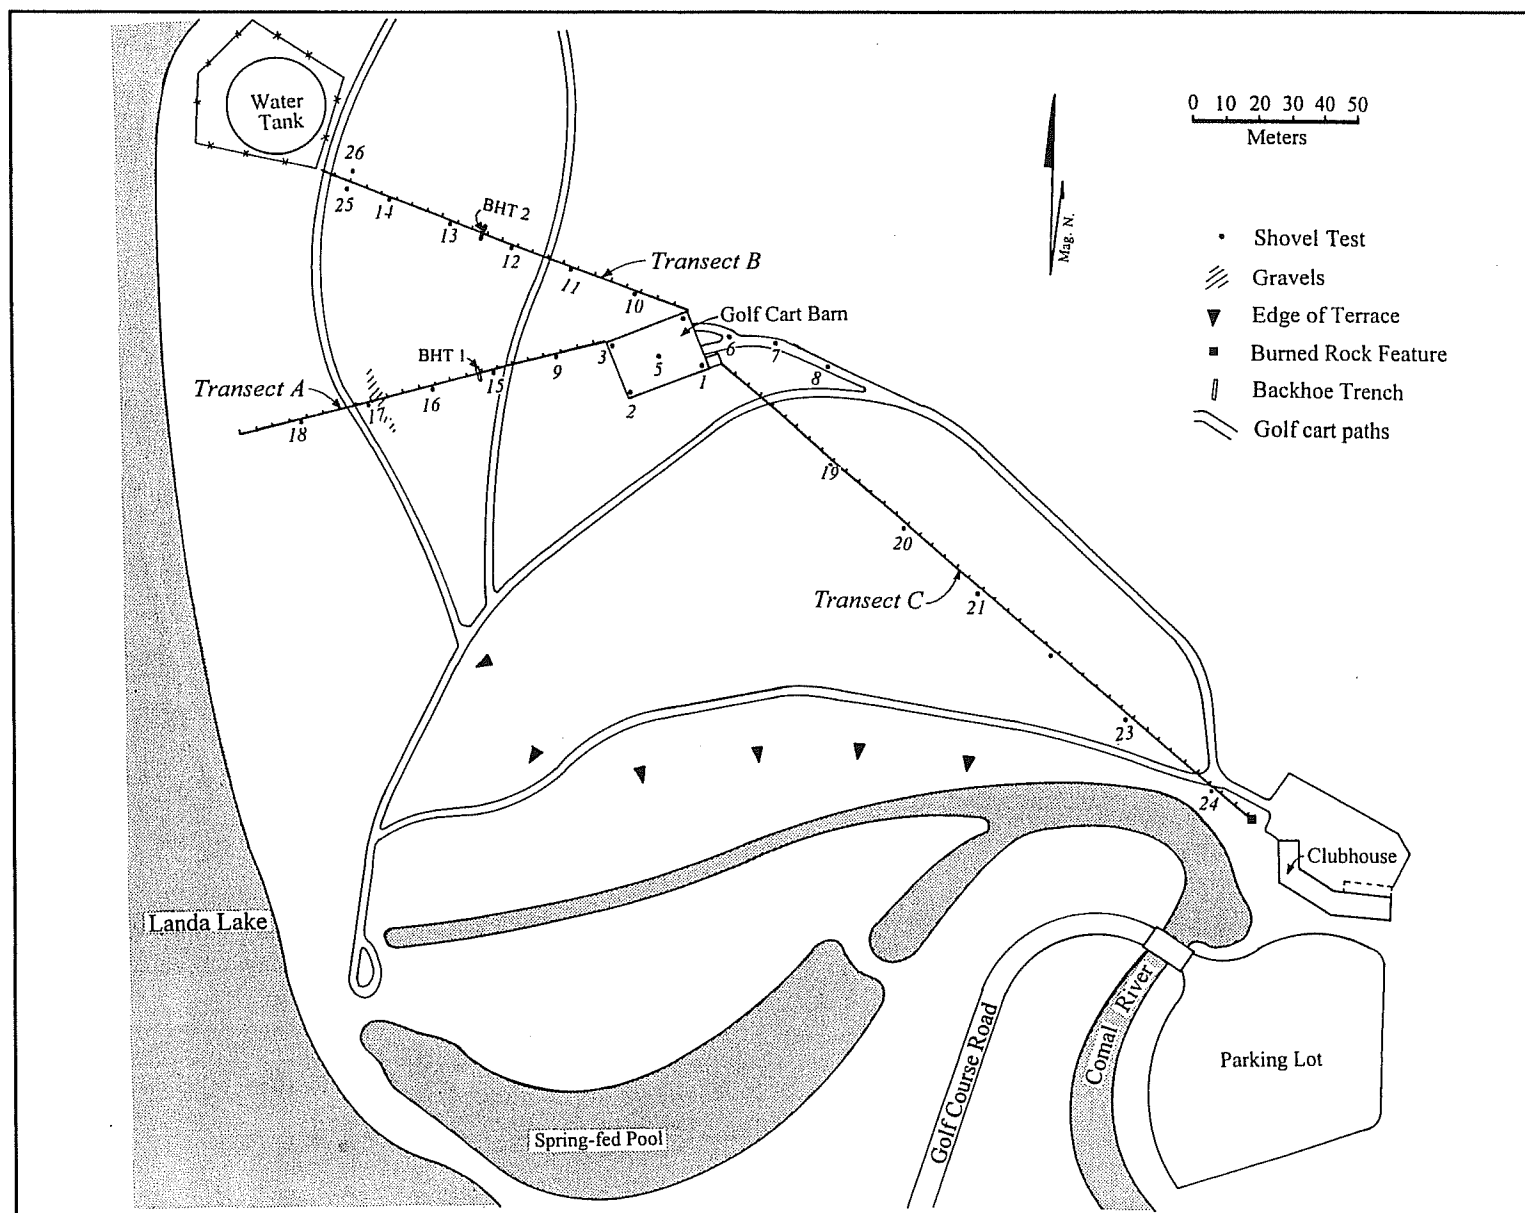 Water
Tank
0 10 20 30 40 50
Meters
Mag. N.
Shovel Test
Gravels
Edge of Terrace
Burned Rock Feature
Backhoe Trench
Golf cart paths
26
25
14
13
BHT 2
12
11
10
Transect B
Golf Cart Barn
3
5
1
2
6
7
8
BHT 1
9
15
16
17
18
Transect A
19
20
21
Transect C
23
24
Clubhouse
Landa Lake
Spring-fed Pool
Golf Course Road
Comal River
Parking Lot